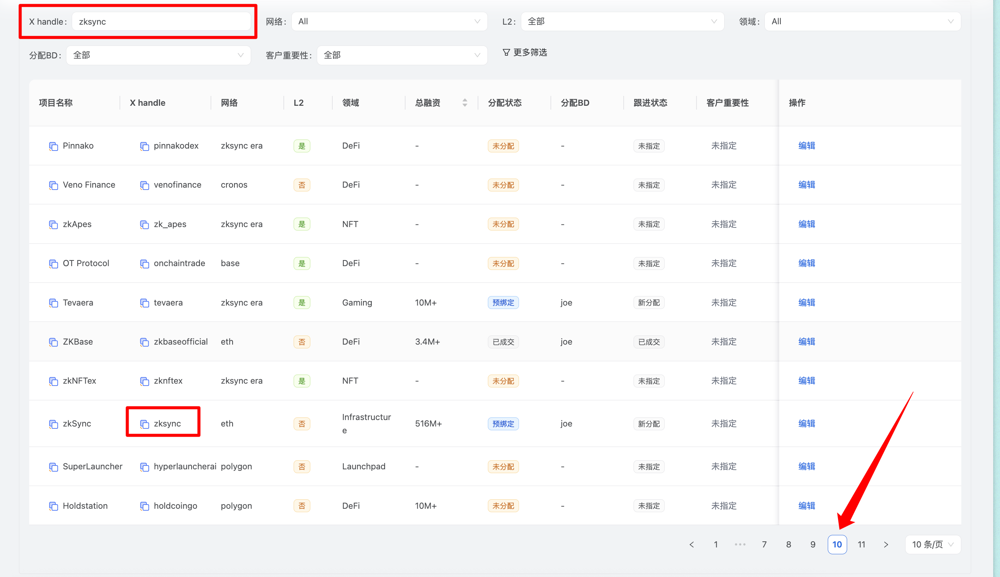 X handle: zksync 网络: All L2: 全部 领域: All
分配BD: 全部 客户重要性: 全部 更多筛选
项目名称 X handle 网络 L2 领域 总融资 分配状态 分配BD 跟进状态 客户重要性 操作
Pinnako pinnakodex zksync era 是 DeFi - 未分配 - 未指定 未指定 编辑
Veno Finance venofinance cronos 否 DeFi - 未分配 - 未指定 未指定 编辑
zkApes zk_apes zksync era 是 NFT - 未分配 - 未指定 未指定 编辑
OT Protocol onchaintrade base 是 DeFi - 未分配 - 未指定 未指定 编辑
Tevaera tevaera zksync era 是 Gaming 10M+ 预绑定 joe 新分配 未指定 编辑
ZKBase zkbaseofficial eth 否 DeFi 3.4M+ 已成交 joe 已成交 未指定 编辑
zkNFTex zknftex zksync era 是 NFT - 未分配 - 未指定 未指定 编辑
zkSync zksync eth 否 Infrastructur
e 516M+ 预绑定 joe 新分配 未指定 编辑
SuperLauncher hyperlauncherai polygon 否 Launchpad - 未分配 - 未指定 未指定 编辑
Holdstation holdcoingo polygon 否 DeFi 10M+ 未分配 - 未指定 未指定 编辑
< 1 ••• 7 8 9 10 11 > 10 条/页